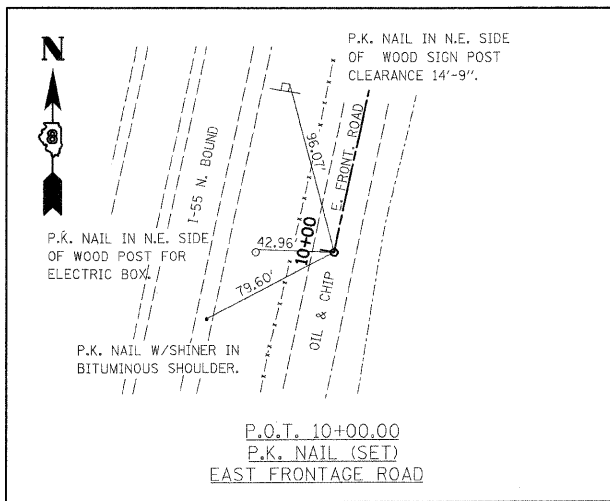 N
8
P.K. NAIL IN N.E. SIDE
OF WOOD SIGN POST
CLEARANCE 14'-9".
I-55 N. BOUND
96.07'
E. FRONT. ROAD
P.K. NAIL IN N.E. SIDE
OF WOOD POST FOR
ELECTRIC BOX.
42.96'
10+00
79.60'
OIL & CHIP
P.K. NAIL W/SHINER IN
BITUMINOUS SHOULDER.
P.O.T. 10+00.00
P.K. NAIL (SET)
EAST FRONTAGE ROAD